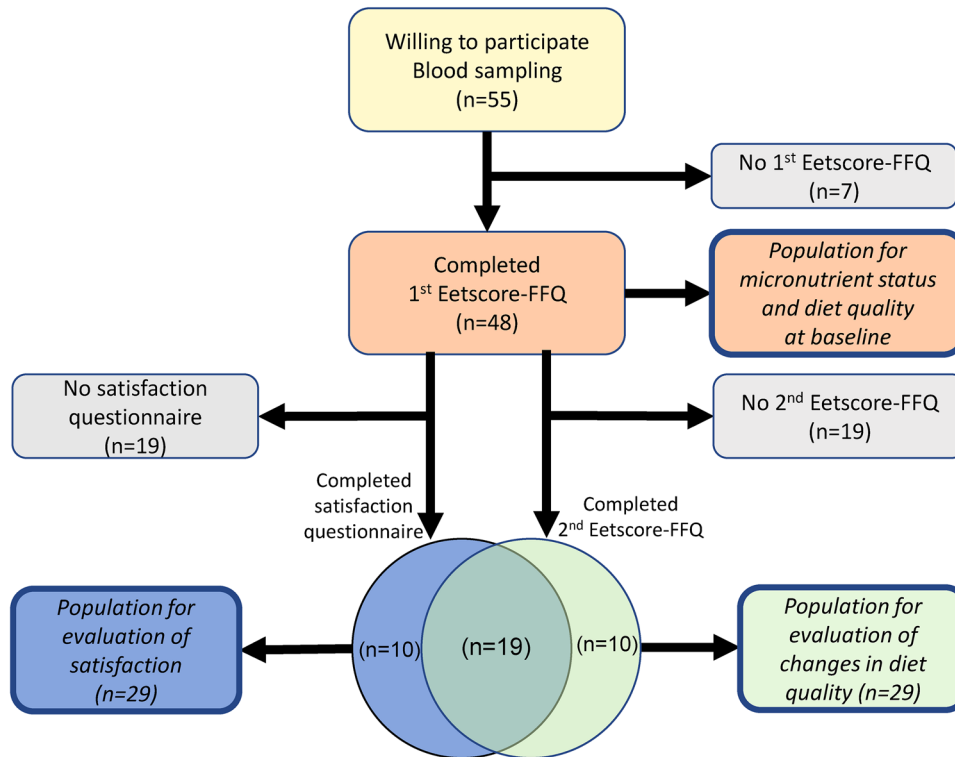 Willing to participate
Blood sampling
(n=55)
No 1st Eetscore-FFQ
(n=7)
Completed
1st Eetscore-FFQ
(n=48)
Population for
micronutrient status
and diet quality
at baseline
No satisfaction
questionnaire
(n=19)
No 2nd Eetscore-FFQ
(n=19)
Completed
satisfaction
questionnaire
Completed
2nd Eetscore-FFQ
Population for
evaluation of
satisfaction
(n=29)
(n=10)
(n=19)
(n=10)
Population for
evaluation of
changes in diet
quality (n=29)